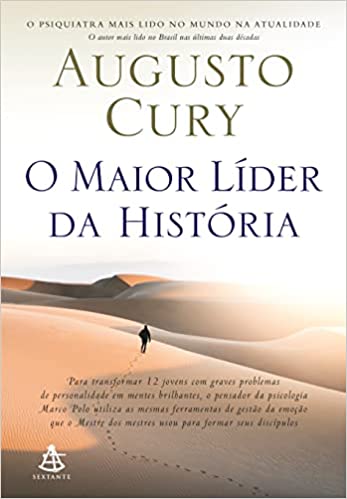 O PSIQUIATRA MAIS LIDO NO MUNDO NA ATUALIDADE
O autor mais lido no Brasil nas últimas duas décadas
AUGUSTO
CURY
O MAIOR LÍDER
DA HISTÓRIA
Para transformar 12 jovens com graves problemas
de personalidade em mentes brilhantes, o pensador da psicologia
Marco Polo utiliza as mesmas ferramentas de gestão da emoção
que o Mestre dos mestres usou para formar seus discípulos
SEXTANTE